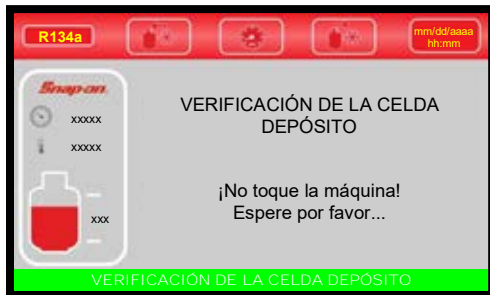 R134a
mm/dd/aaaa
hh:mm
Snap-on
xxxxx
xxxxx
xxx
VERIFICACIÓN DE LA CELDA
DEPÓSITO
¡No toque la máquina!
Espere por favor...
VERIFICACIÓN DE LA CELDA DEPÓSITO